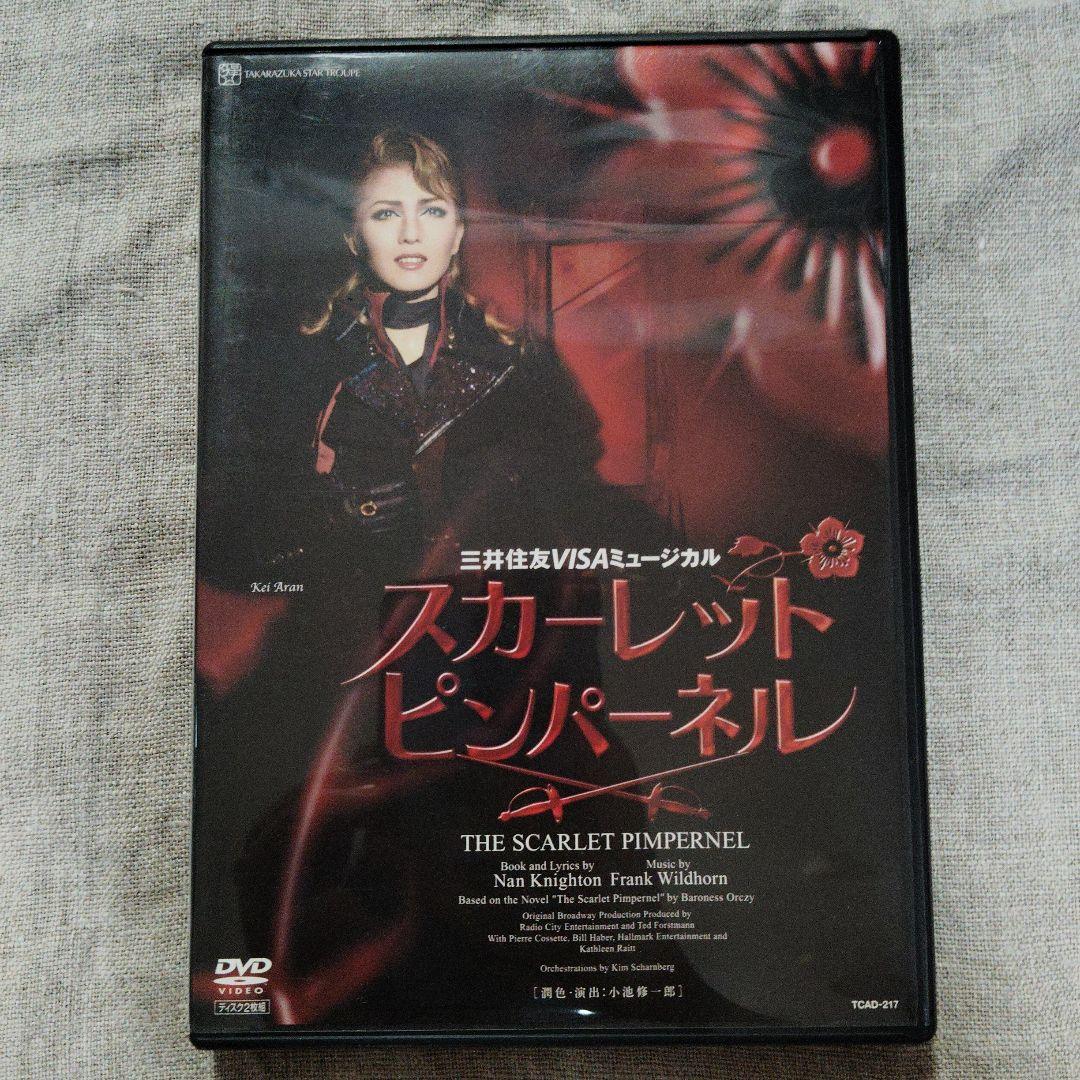 TAKARAZUKA STAR TROUPE
Kei Aran
三井住友VISAミュージカル
スカーレット
ピンパーネル
THE SCARLET PIMPERNEL
Book and Lyrics by Music by
Nan Knighton Frank Wildhorn
Based on the Novel "The Scarlet Pimpernel" by Baroness Orczy
Original Broadway Production Produced by
Radio City Entertainment and Ted Forstmann
With Pierre Cossette, Bill Haber, Hallmark Entertainment and
Kathleen Raitt
Orchestrations by Kim Scharnberg
[潤色・演出:小池修一郎]
DVD
VIDEO
ディスク2枚組
TCAD-217